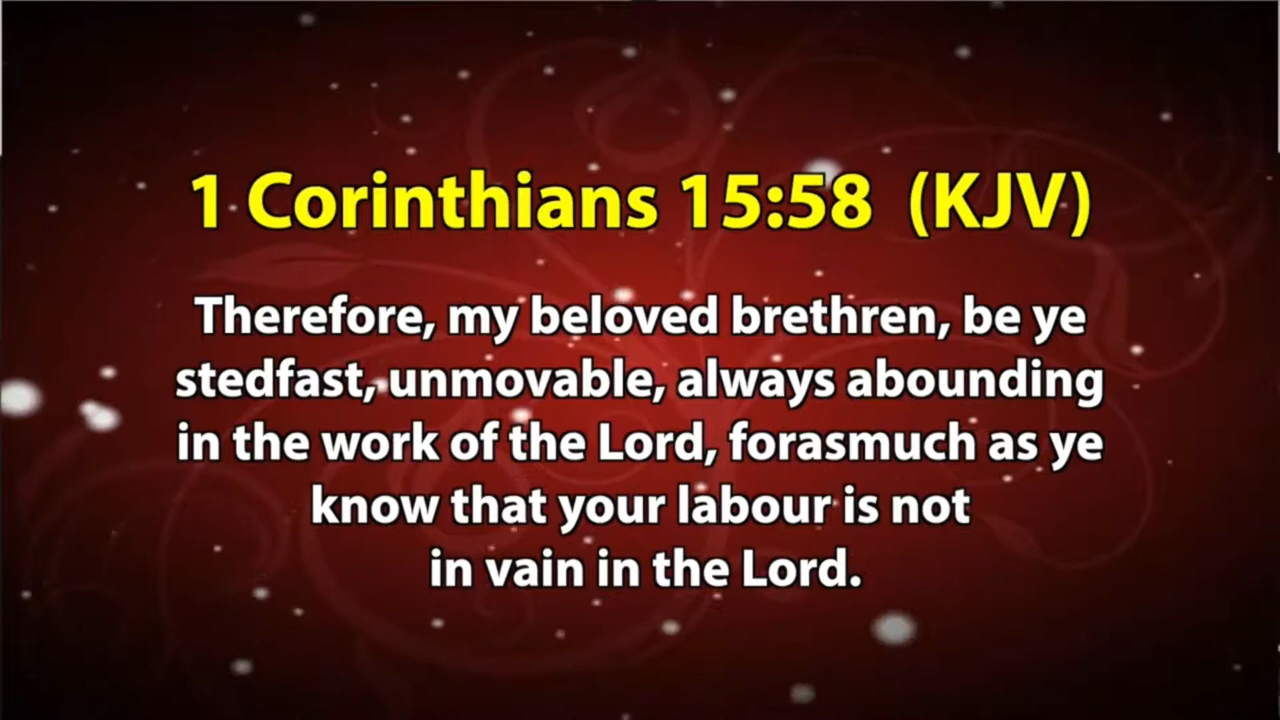 1 Corinthians 15:58 (KJV)
Therefore, my beloved brethren, be ye
stedfast, unmovable, always abounding
in the work of the Lord, forasmuch as ye
know that your labour is not
in vain in the Lord.